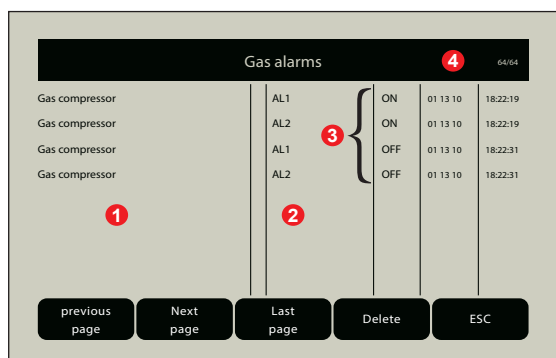 Gas alarms 4 64/64
Gas compressor AL1 ON 01 13 10 18:22:19
Gas compressor AL2 ON 01 13 10 18:22:19
3
Gas compressor AL1 OFF 01 13 10 18:22:31
Gas compressor AL2 OFF 01 13 10 18:22:31
1 2
previous page
Next page
Last page
Delete
ESC